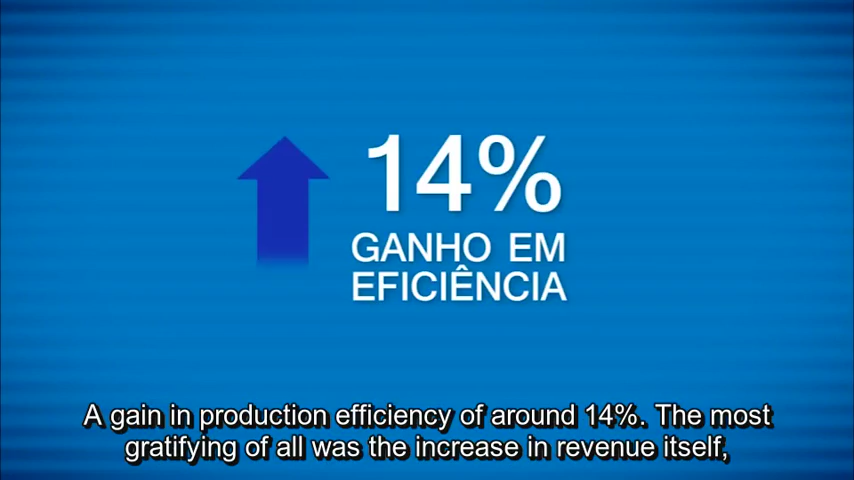 14%
GANHO EM
EFICIÊNCIA
A gain in production efficiency of around 14%. The most
gratifying of all was the increase in revenue itself,